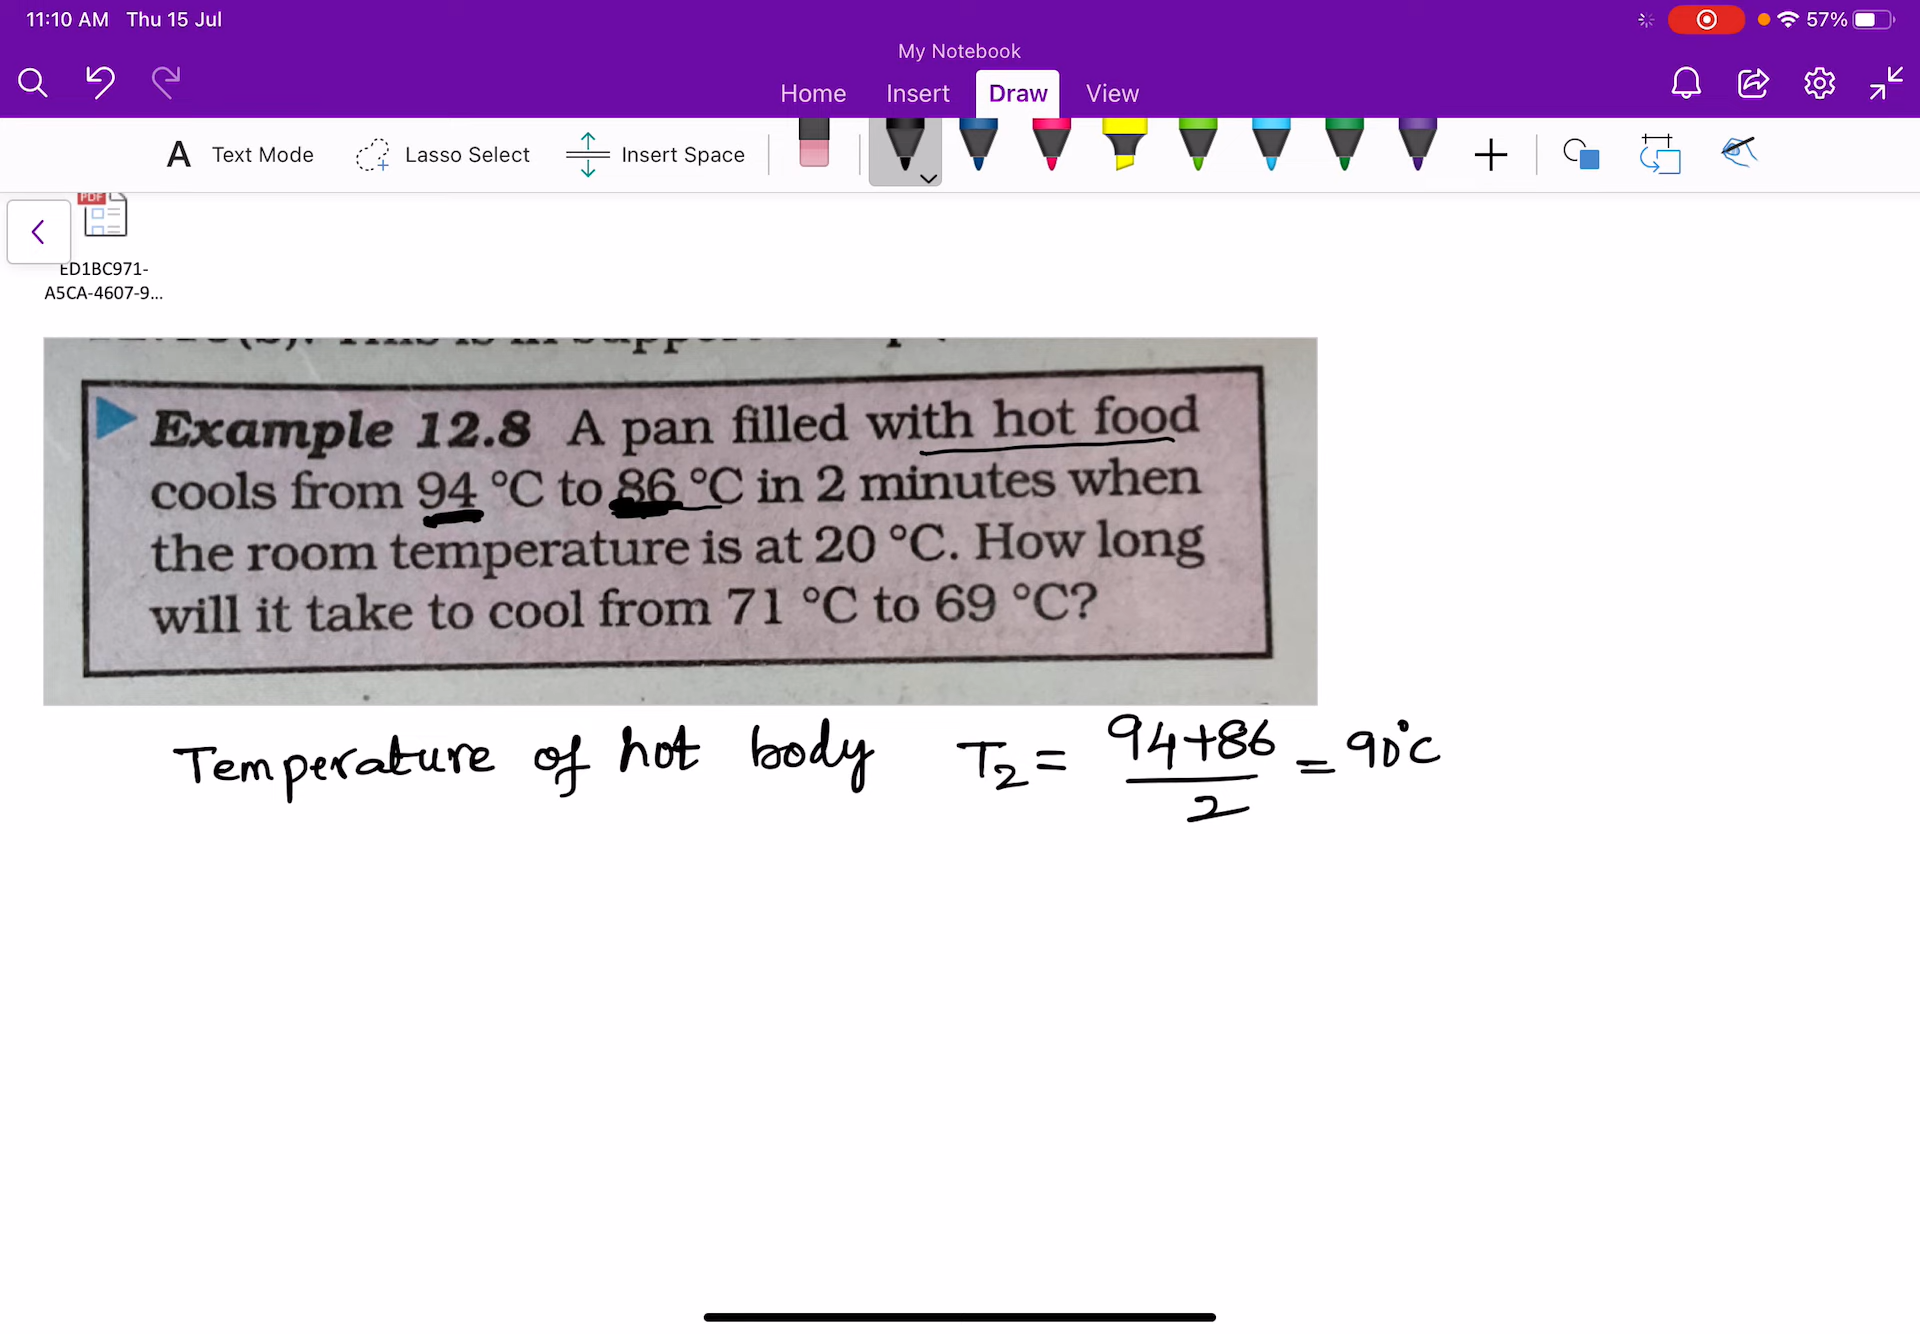 11:10 AM Thu 15 Jul
57%
My Notebook
Home Insert Draw View
A Text Mode Lasso Select Insert Space
PDF
ED1BC971-
A5CA-4607-9...
Example 12.8 A pan filled with hot food
cools from 94 °C to 86 °C in 2 minutes when
the room temperature is at 20 °C. How long
will it take to cool from 71 °C to 69 °C?
Temperature of hot body T2 = 94+86/2 = 90°C